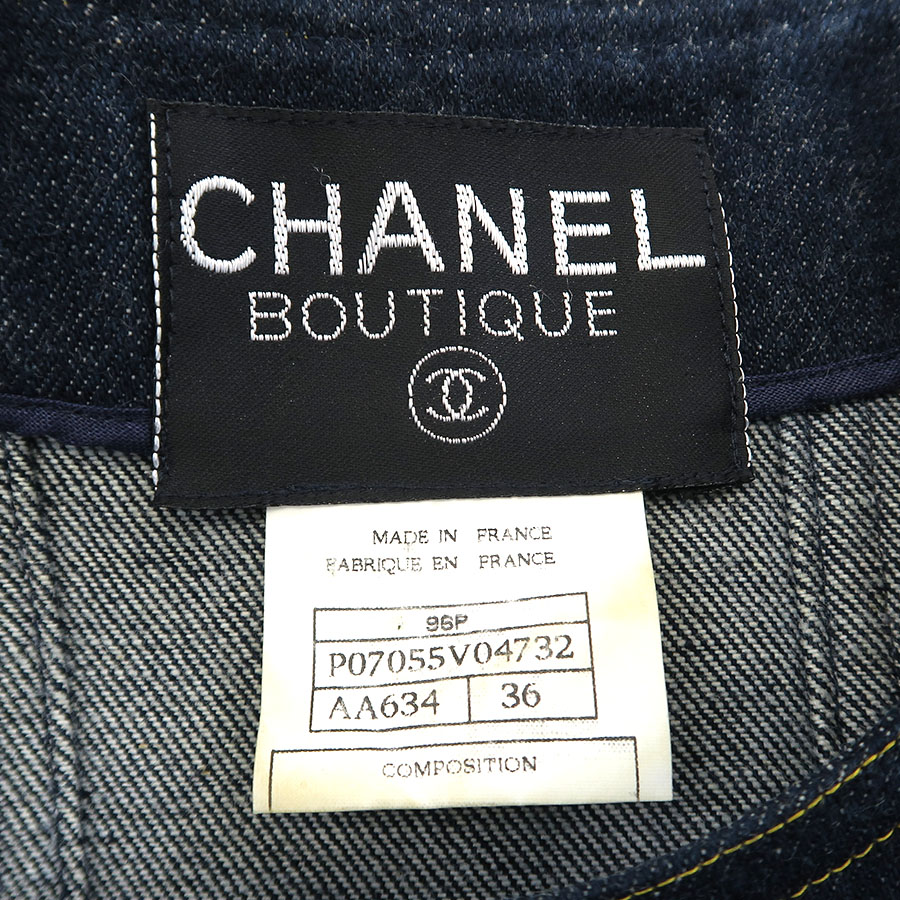 CHANEL
BOUTIQUE
MADE IN FRANCE
FABRIQUE EN FRANCE
96P
P07055V04732
AA634 36
COMPOSITION